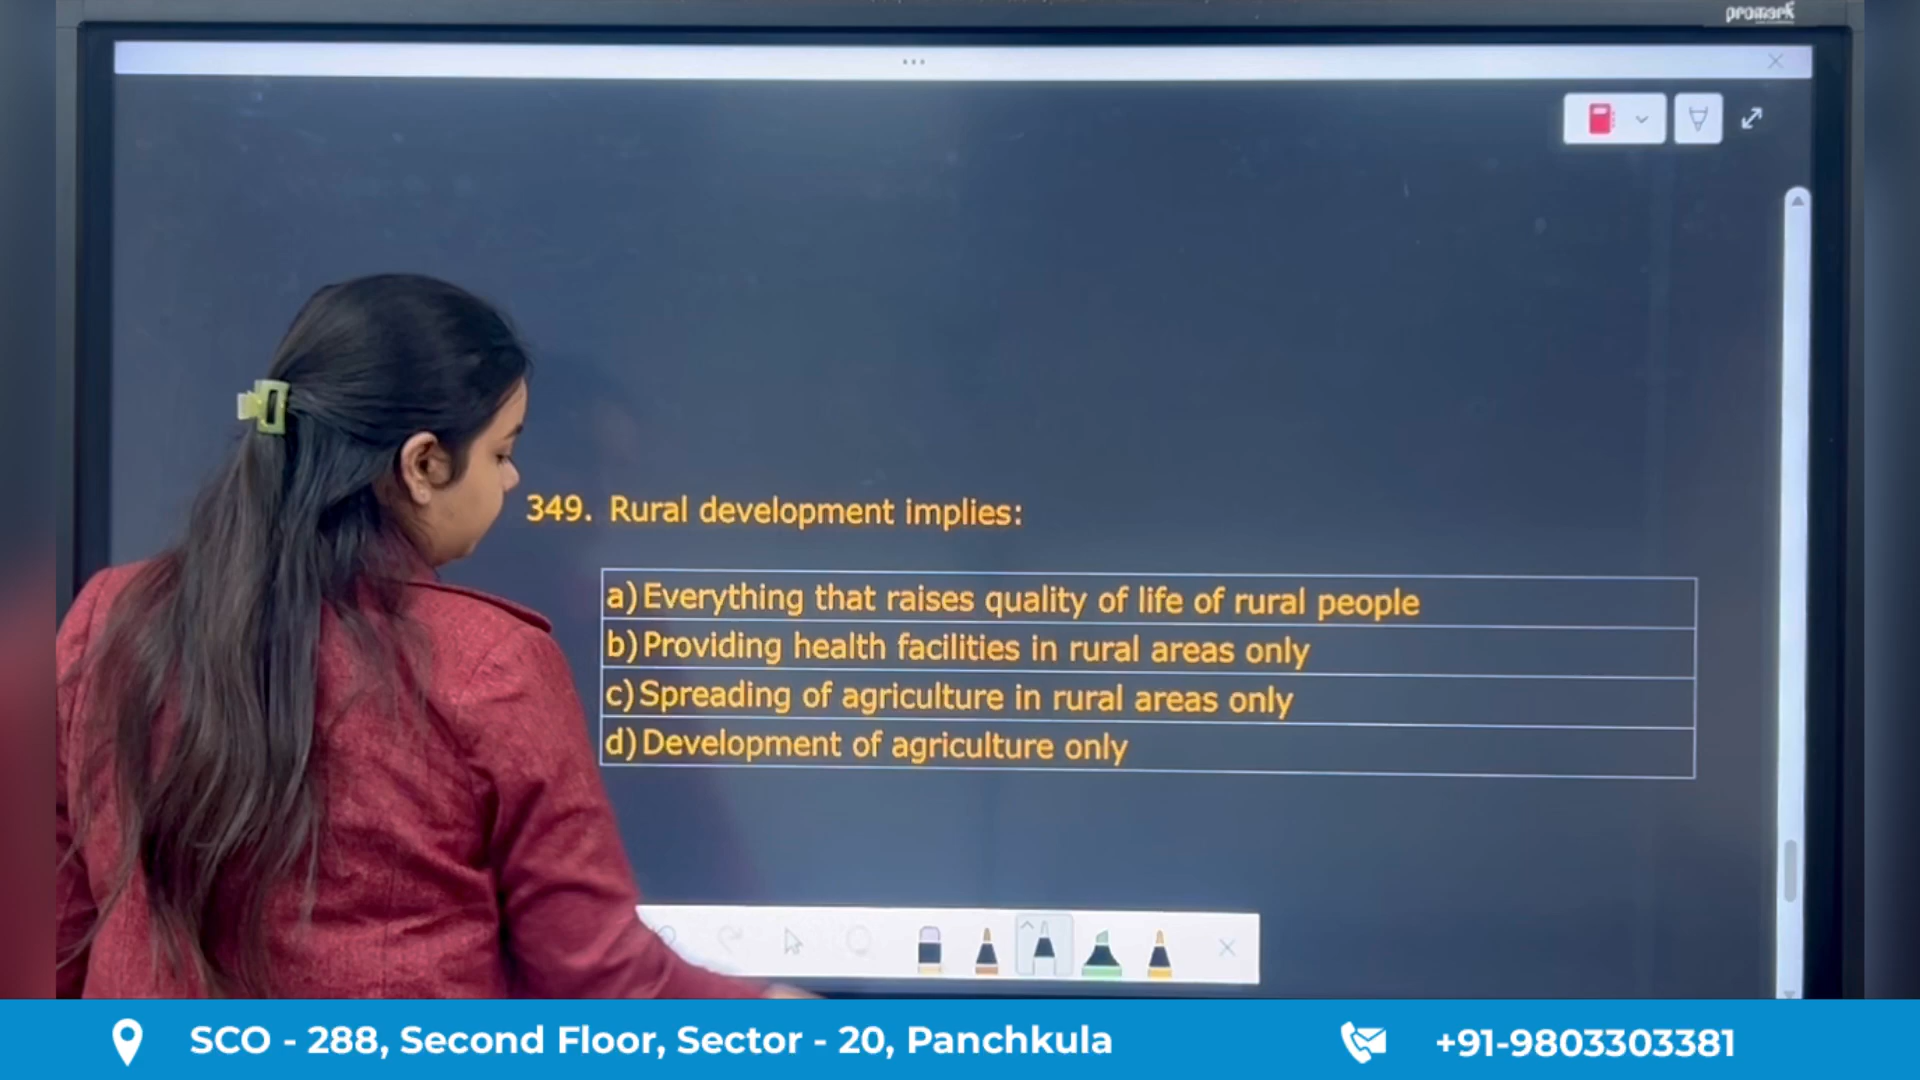 promark
349. Rural development implies:
a) Everything that raises quality of life of rural people
b) Providing health facilities in rural areas only
c) Spreading of agriculture in rural areas only
d) Development of agriculture only
SCO - 288, Second Floor, Sector - 20, Panchkula
+91-9803303381